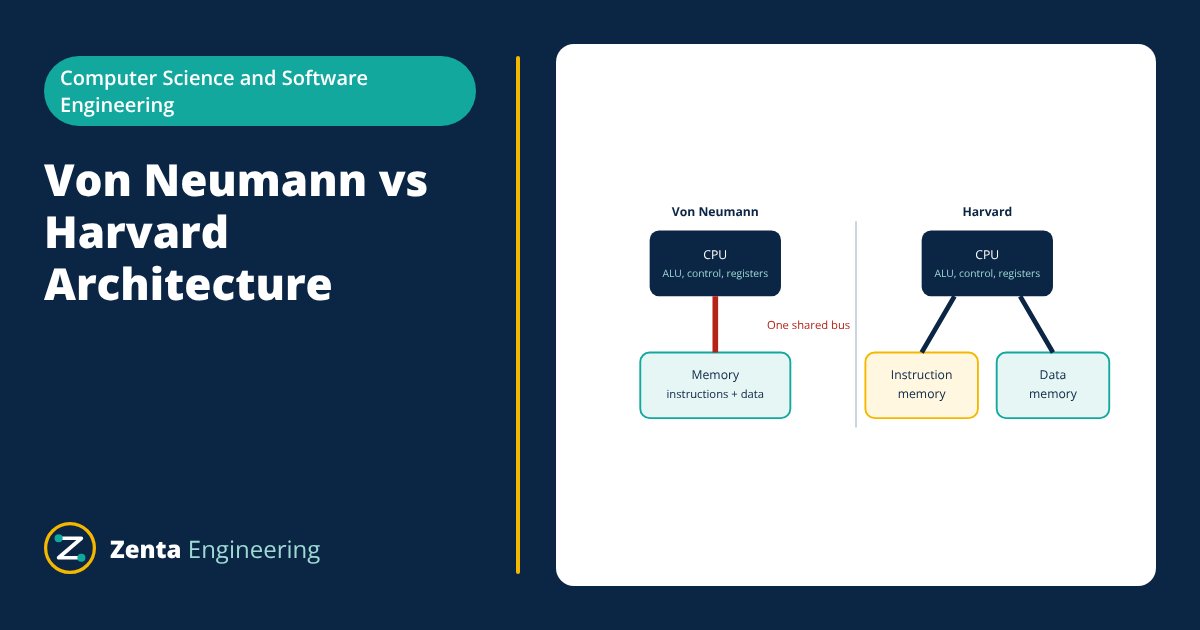 Computer Science and Software
Engineering
Von Neumann vs
Harvard
Architecture
Zenta Engineering
Von Neumann
CPU
ALU, control, registers
One shared bus
Memory
instructions + data
Harvard
CPU
ALU, control, registers
Instruction
memory
Data
memory